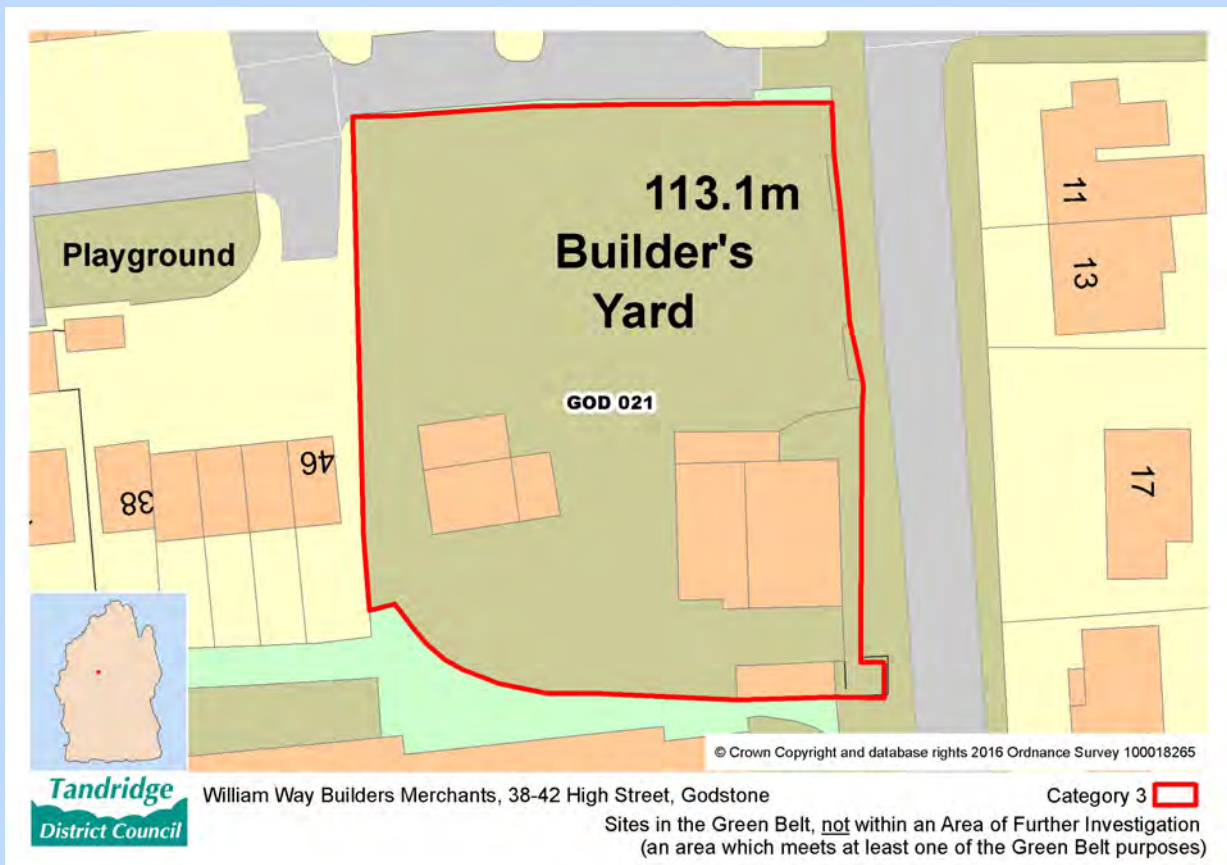 113.1m
Builder's
Yard
Playground
GOD 021
11
13
17
38
46
© Crown Copyright and database rights 2016 Ordnance Survey 100018265
Tandridge
District Council
William Way Builders Merchants, 38-42 High Street, Godstone
Category 3
Sites in the Green Belt, not within an Area of Further Investigation
(an area which meets at least one of the Green Belt purposes)